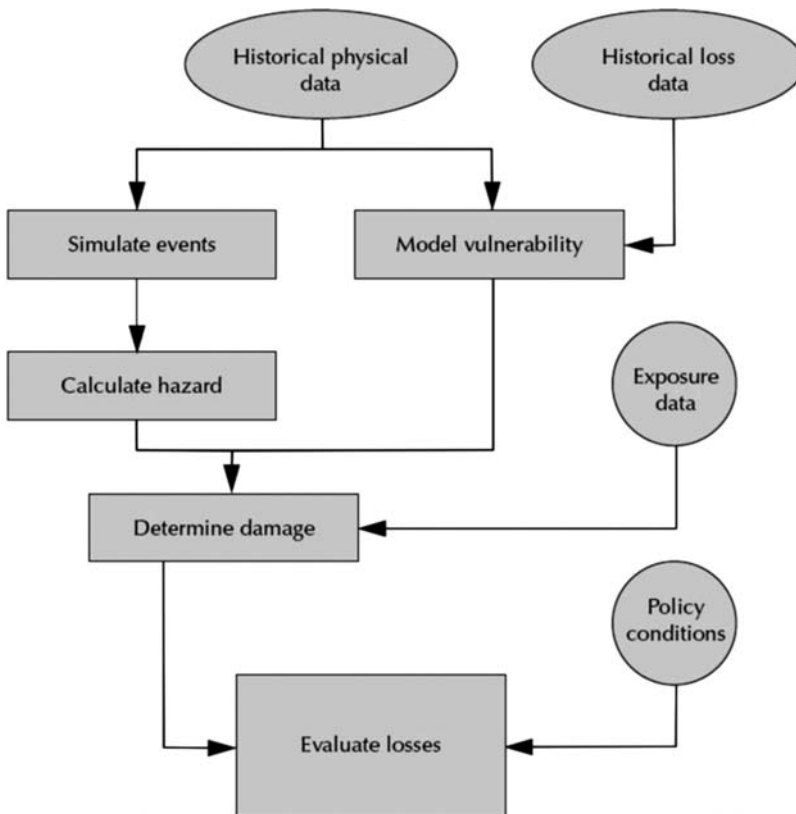 Historical physical
data
Historical loss
data
Simulate events
Model vulnerability
Calculate hazard
Exposure
data
Determine damage
Policy
conditions
Evaluate losses